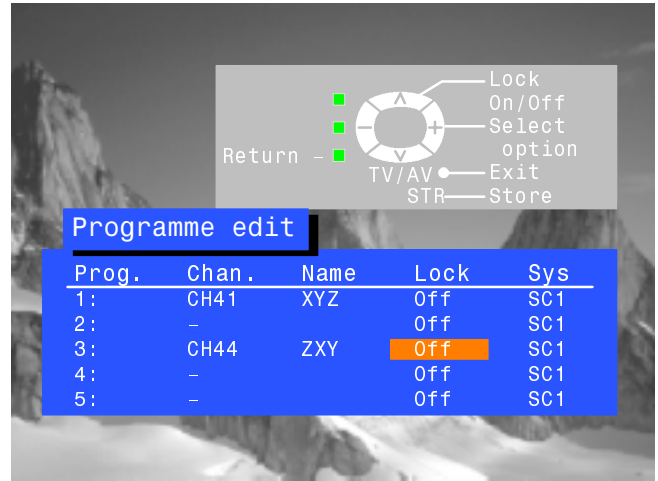 Lock
On/Off
Select
option
Return –
TV/AV Exit
STR Store
Programme edit
Prog. Chan. Name Lock Sys
1: CH41 XYZ Off SC1
2: – Off SC1
3: CH44 ZXY Off SC1
4: – Off SC1
5: – Off SC1